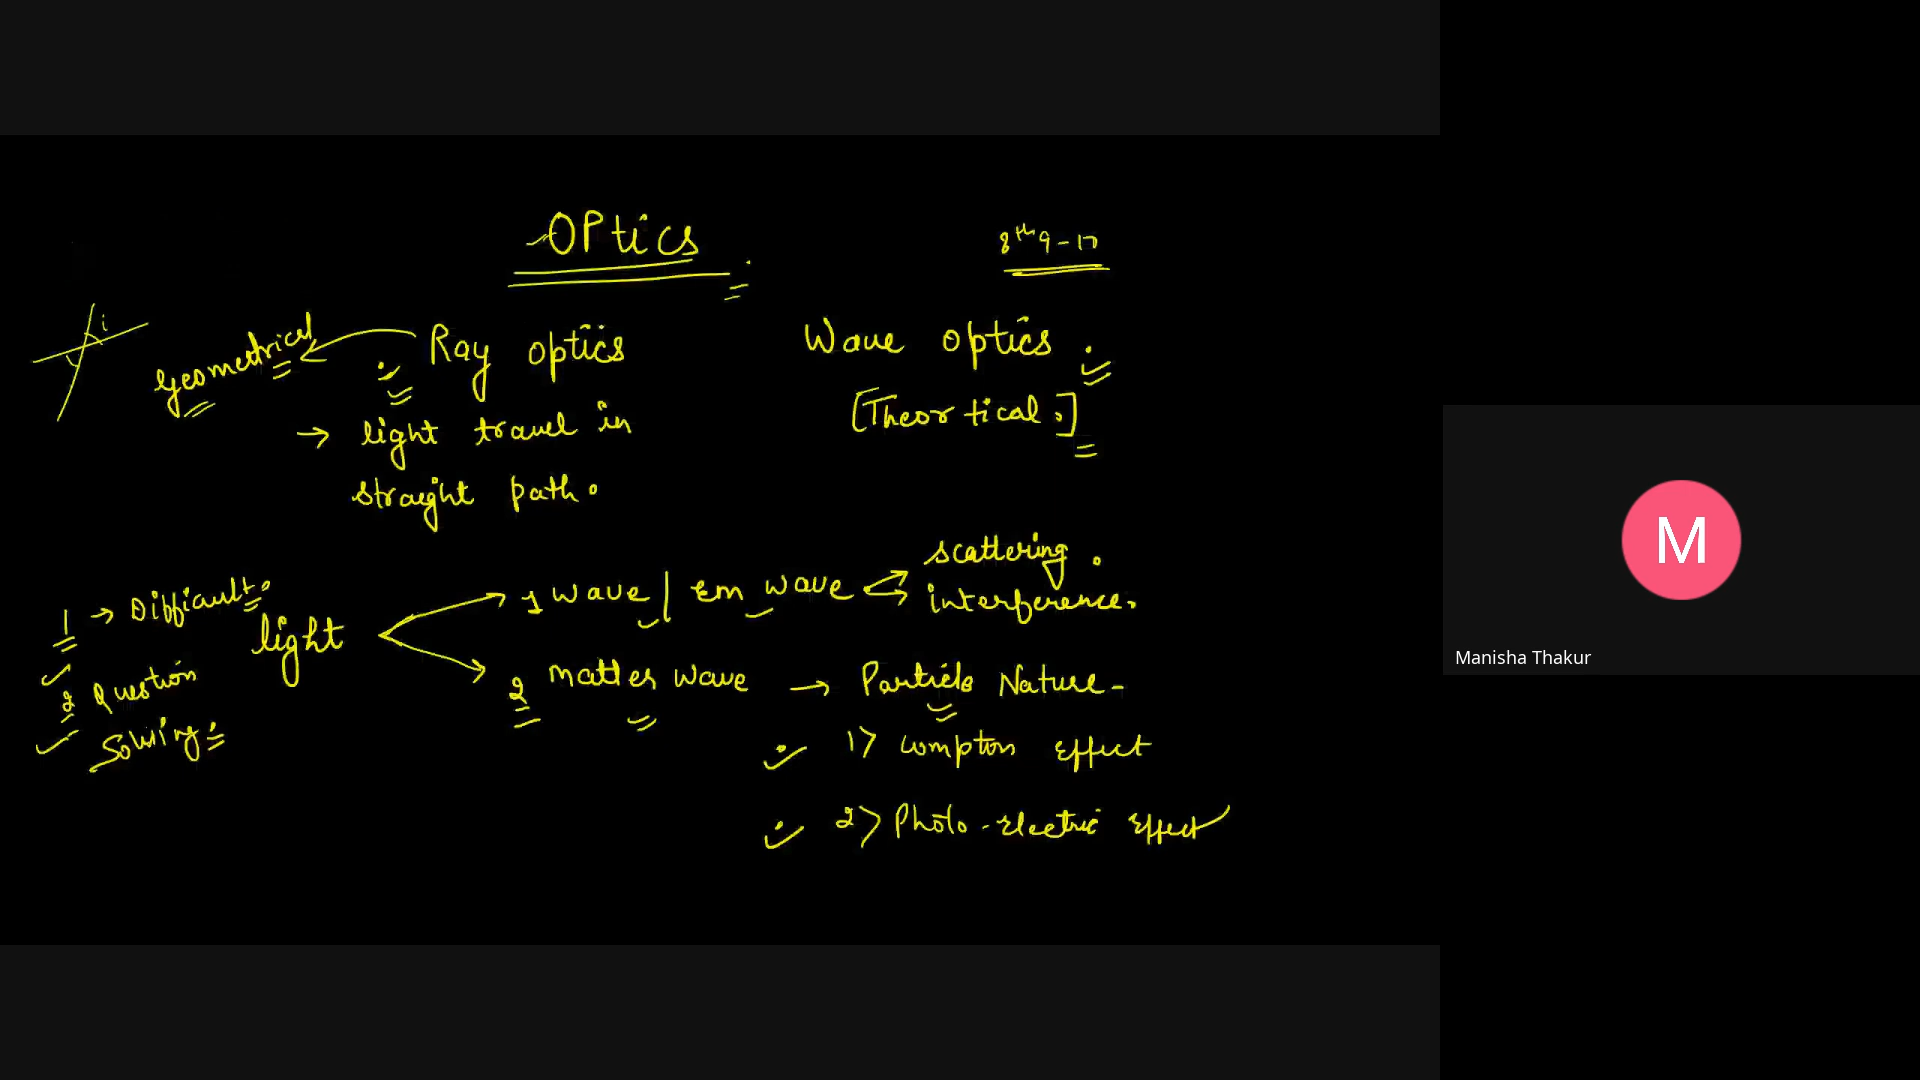 OPtics
8th 9-10
i
geometrical
Ray optics
Wave optics
[Theortical.]
→ light travel in
straight path.
scattering.
1 → Difficult.
light
1 wave / Em wave
interference.
2 Question
Solving
2 matter wave → Particle Nature-
1> compton effect
2> Photo-Electric Effect
M
Manisha Thakur